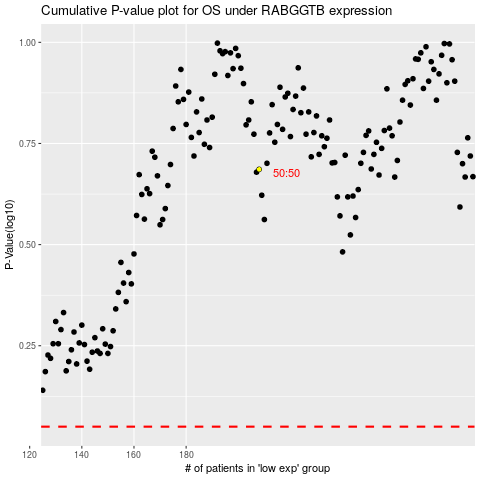 Cumulative P-value plot for OS under RABGGTB expression
P-Value(log10)
1.00
0.75
0.50
0.25
50:50
120 140 160 180
# of patients in 'low exp' group